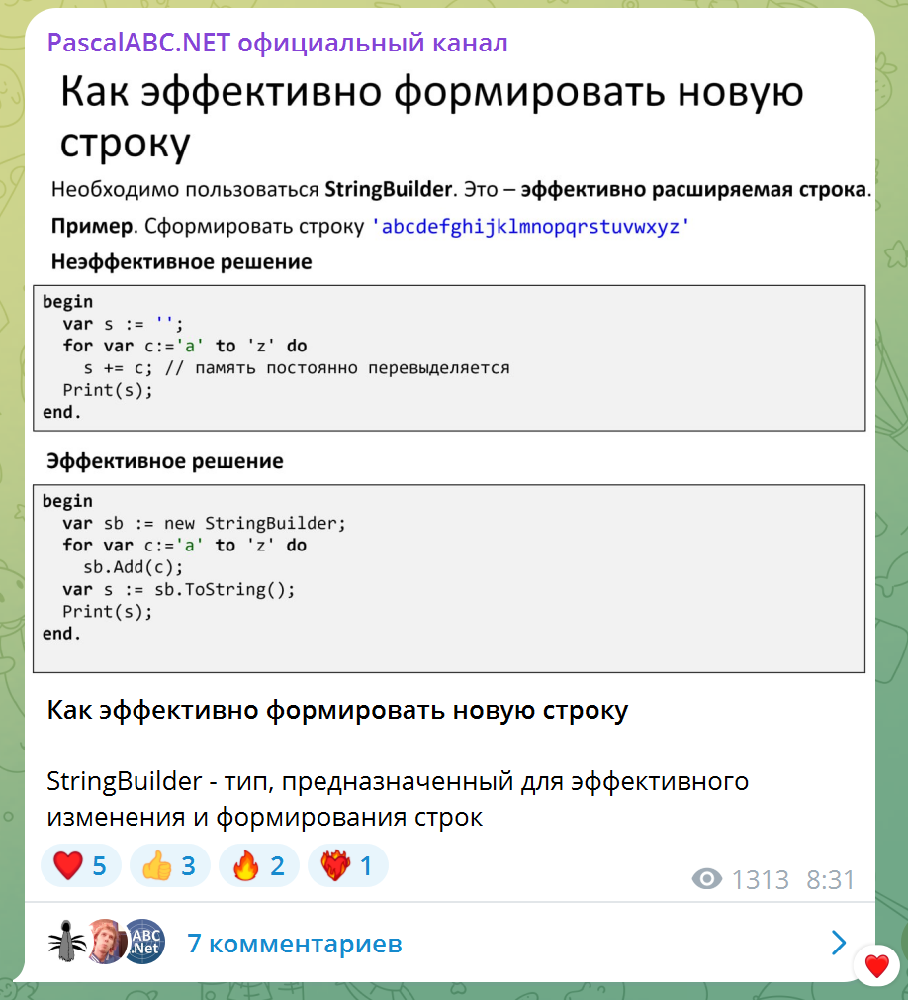 PascalABC.NET официальный канал
Как эффективно формировать новую
строку
Необходимо пользоваться StringBuilder. Это – эффективно расширяемая строка.
Пример. Сформировать строку 'abcdefghijklmnopqrstuvwxyz'
Неэффективное решение
begin
  var s := '';
  for var c:='a' to 'z' do
    s += c; // память постоянно перевыделяется
  Print(s);
end.
Эффективное решение
begin
  var sb := new StringBuilder;
  for var c:='a' to 'z' do
    sb.Add(c);
  var s := sb.ToString();
  Print(s);
end.
Как эффективно формировать новую строку
StringBuilder - тип, предназначенный для эффективного
изменения и формирования строк
5 3 2 1
1313 8:31
ABC
.Net
7 комментариев